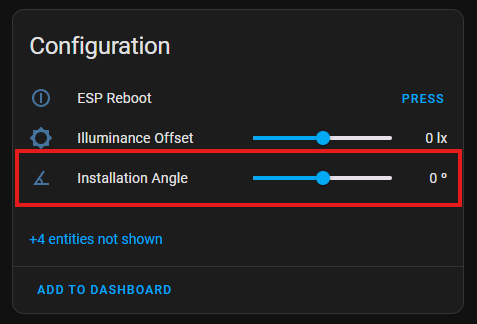 Configuration
ESP Reboot PRESS
Illuminance Offset 0 lx
Installation Angle 0 º
+4 entities not shown
ADD TO DASHBOARD